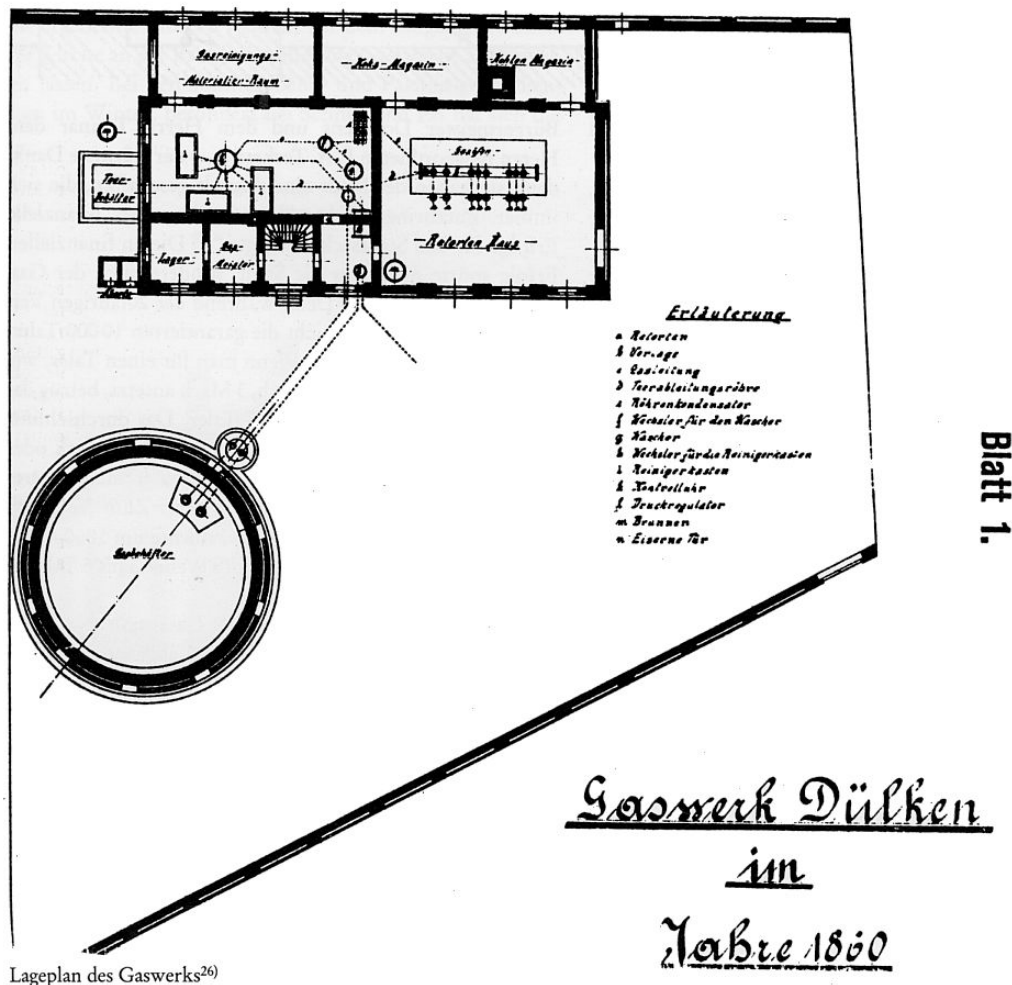 Gasreinigungs-
Materialien-Raum
Koks-Magazin
Kohlen Magazin
Teer
Behälter
Retorten Haus
Lager
Gas
Meister
Gasbehälter
Erläuterung
a Retorten
b Vorlage
c Gasleitung
d Teerableitungsröhre
e Röhrenkondensator
f Wechsler für den Wascher
g Wascher
h Wechsler für die Reinigerkasten
i Reinigerkasten
k Kontrolluhr
l Druckregulator
m Brunnen
n Eiserne Tür
Blatt 1.
Gaswerk Dülken
im
Jahre 1860
Lageplan des Gaswerks26)